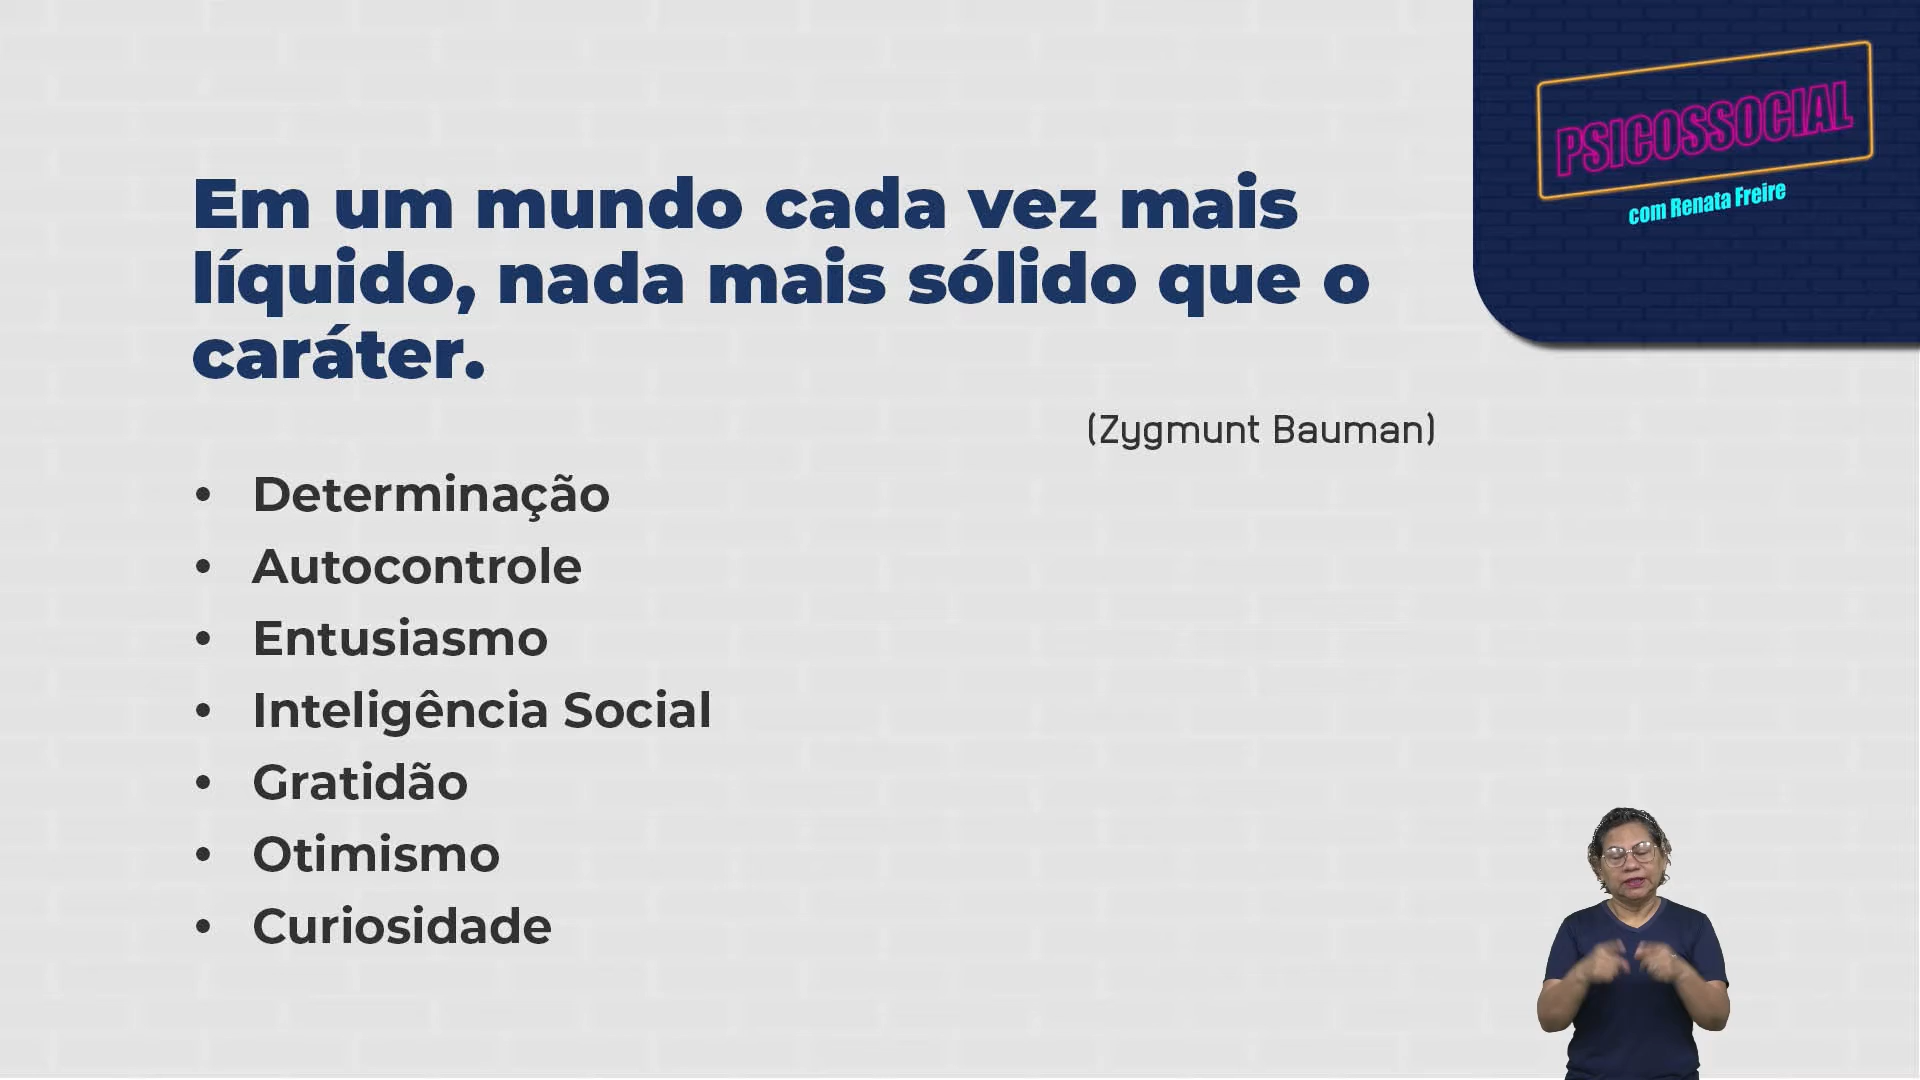 PSICOSSOCIAL
com Renata Freire
Em um mundo cada vez mais
líquido, nada mais sólido que o
caráter.
(Zygmunt Bauman)
• Determinação
• Autocontrole
• Entusiasmo
• Inteligência Social
• Gratidão
• Otimismo
• Curiosidade